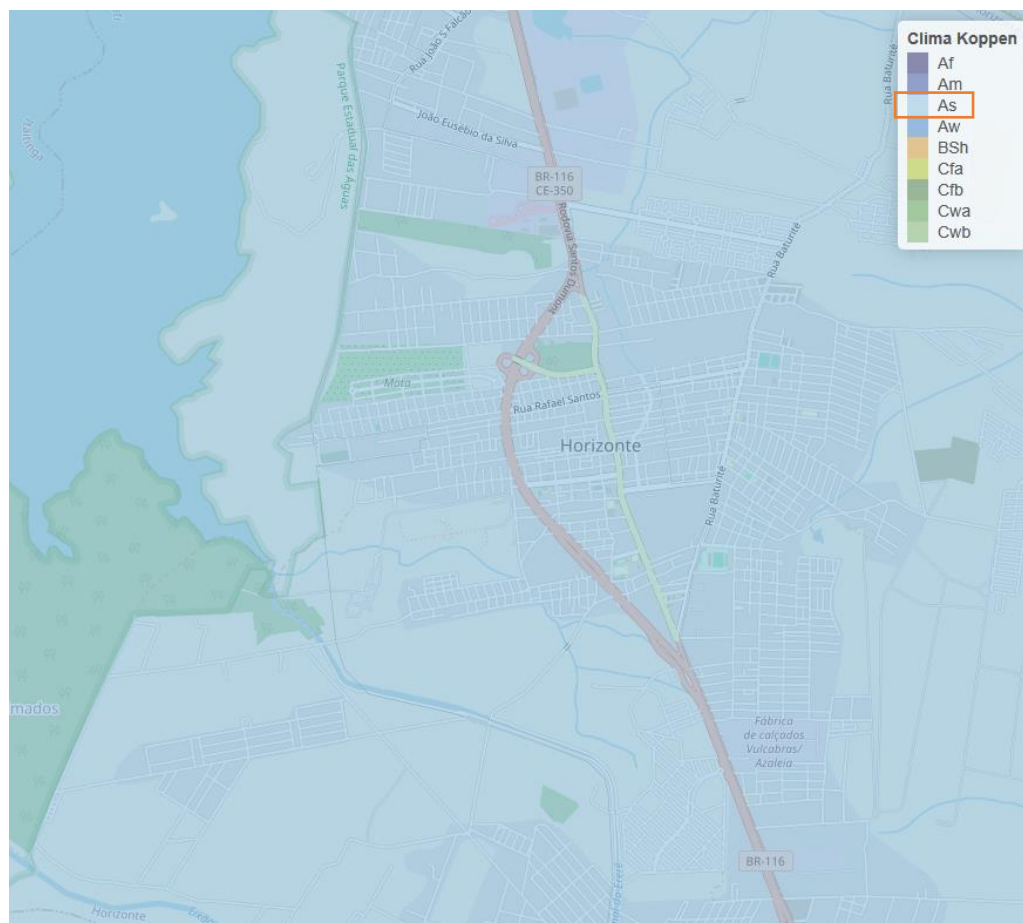 Clima Koppen
Af
Am
As
Aw
BSh
Cfa
Cfb
Cwa
Cwb
Rua João S Falcão
Parque Estadual das Águas
João Eusébio da Silva
Itaitinga
BR-116
CE-350
Rodovia Santos Dumont
Rua Baturité
Rua Baturité
Mata
Rua Rafael Santos
Horizonte
Rua Baturité
mados
Fábrica
de calçados
Vulcabras/
Azaleia
BR-116
Horizonte